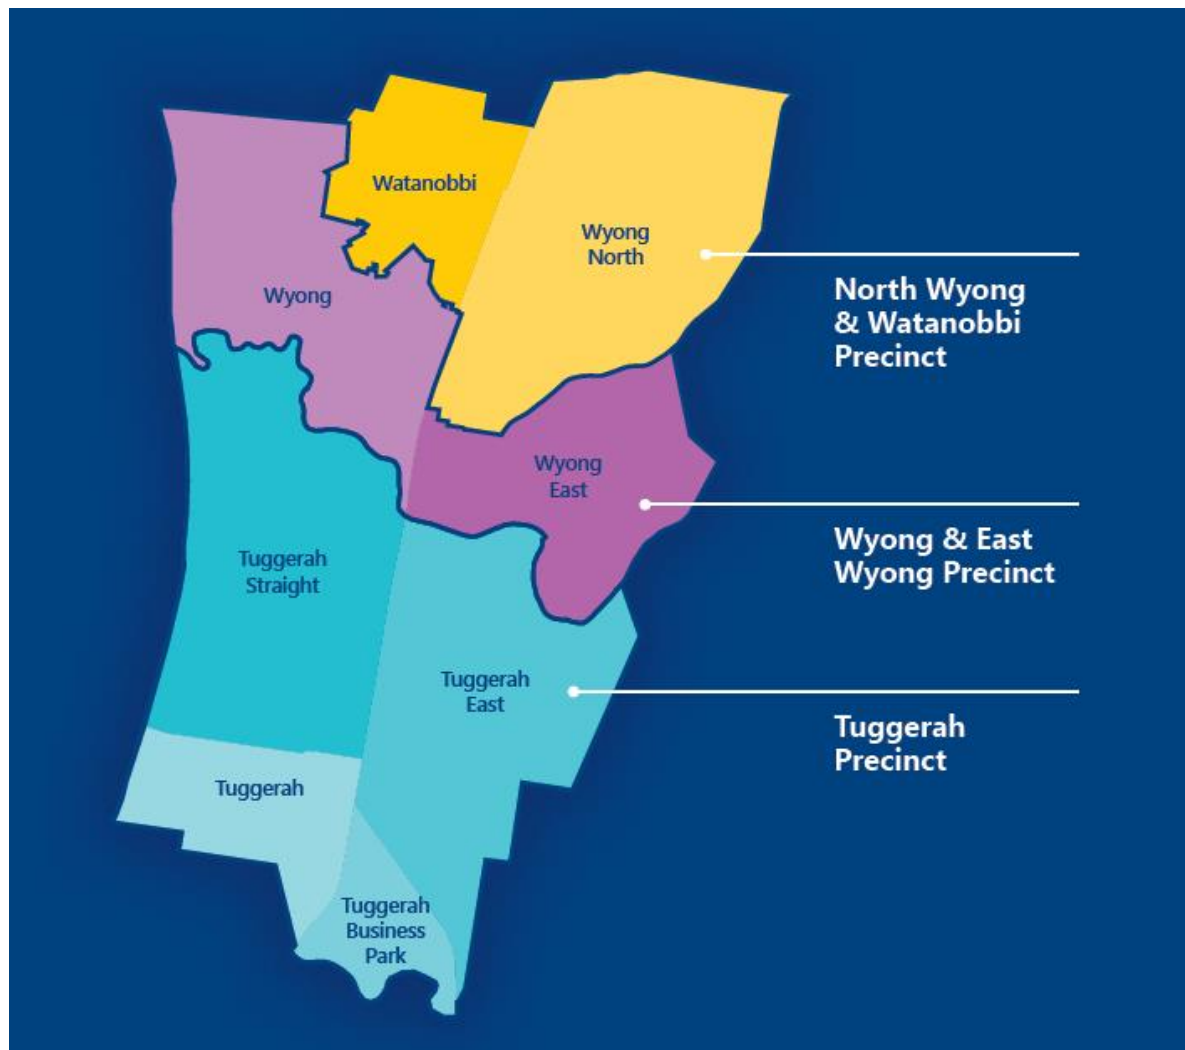 Watanobbi
Wyong
North
Wyong
North Wyong
& Watanobbi
Precinct
Wyong
East
Wyong & East
Wyong Precinct
Tuggerah
Straight
Tuggerah
East
Tuggerah
Precinct
Tuggerah
Tuggerah
Business
Park